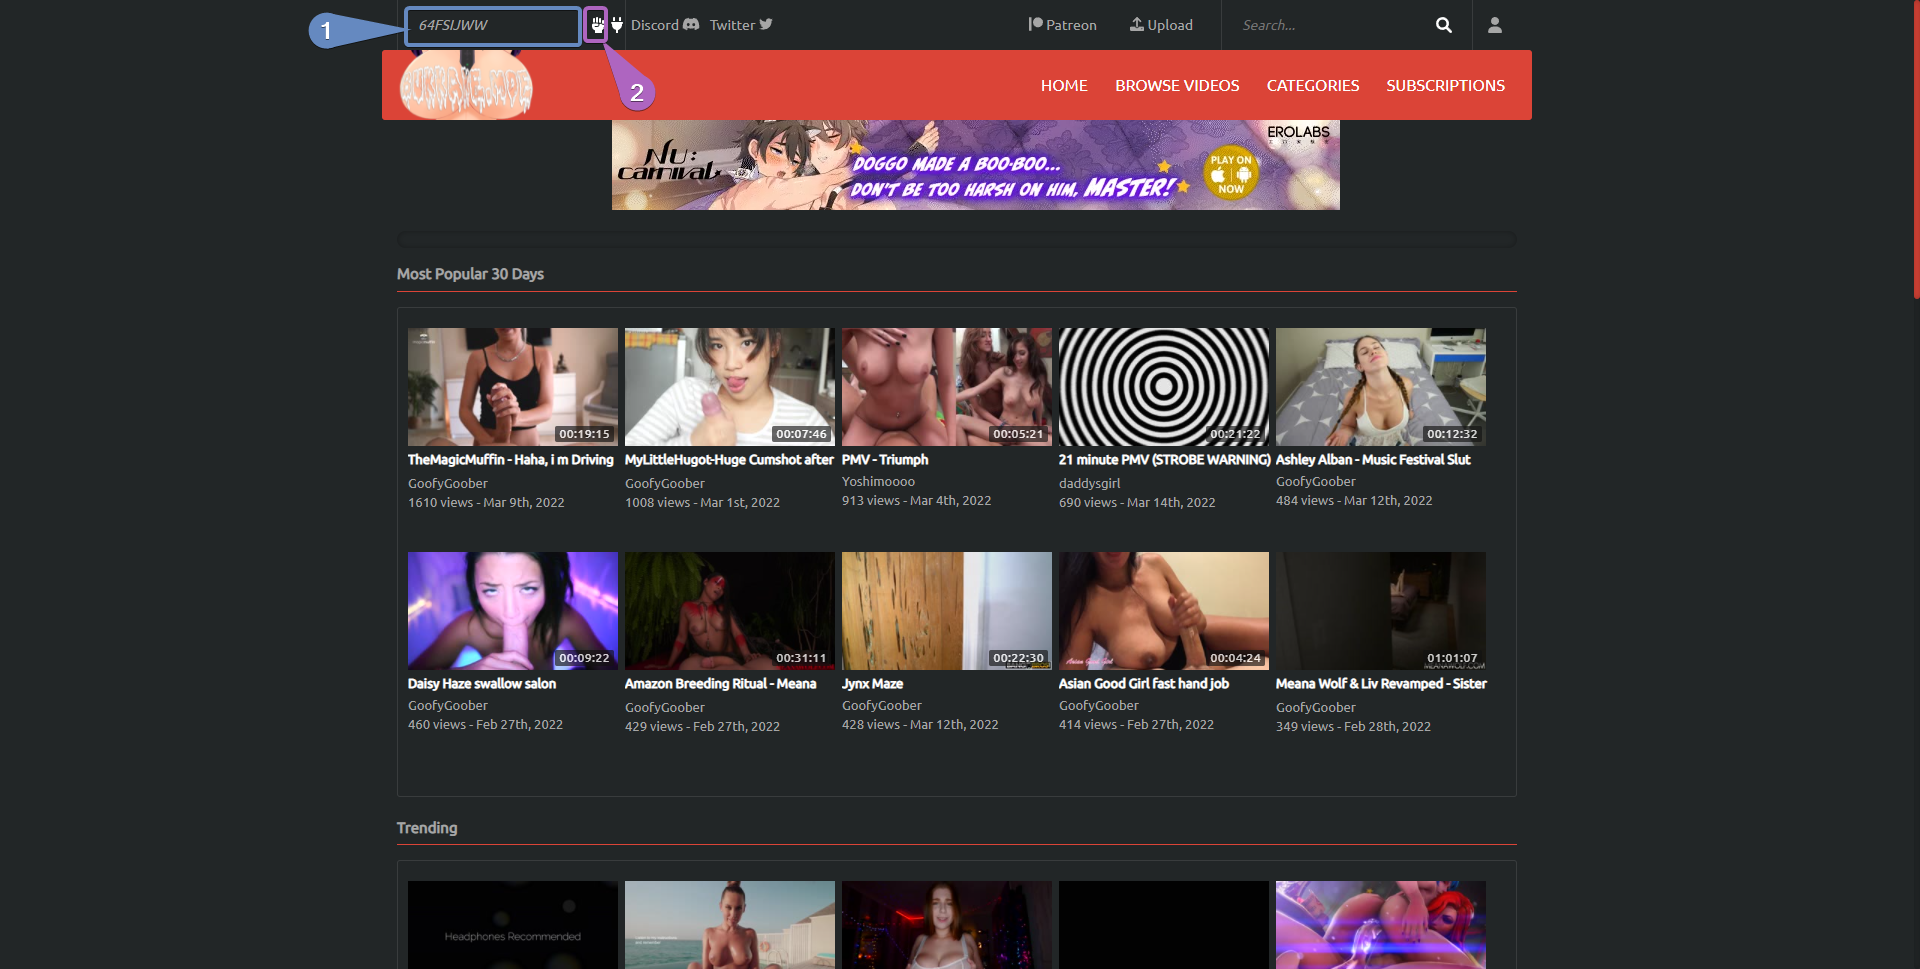 1
64FSIJWW
Discord
Twitter
Patreon
Upload
Search...
2
HOME
BROWSE VIDEOS
CATEGORIES
SUBSCRIPTIONS
NU:
carnival
DOGGO MADE A BOO-BOO...
DON'T BE TOO HARSH ON HIM, MASTER!
EROLABS
PLAY ON
NOW
Most Popular 30 Days
00:19:15
00:07:46
00:05:21
00:21:22
00:12:32
TheMagicMuffin - Haha, i m Driving
GoofyGoober
1610 views - Mar 9th, 2022
MyLittleHugot-Huge Cumshot after
GoofyGoober
1008 views - Mar 1st, 2022
PMV - Triumph
Yoshimoooo
913 views - Mar 4th, 2022
21 minute PMV (STROBE WARNING)
daddysgirl
690 views - Mar 14th, 2022
Ashley Alban - Music Festival Slut
GoofyGoober
484 views - Mar 12th, 2022
00:09:22
00:31:11
00:22:30
Asian Good Girl
00:04:24
01:01:07
Daisy Haze swallow salon
GoofyGoober
460 views - Feb 27th, 2022
Amazon Breeding Ritual - Meana
GoofyGoober
429 views - Feb 27th, 2022
Jynx Maze
GoofyGoober
428 views - Mar 12th, 2022
Asian Good Girl fast hand job
GoofyGoober
414 views - Feb 27th, 2022
Meana Wolf & Liv Revamped - Sister
GoofyGoober
349 views - Feb 28th, 2022
Trending
Headphones Recommended